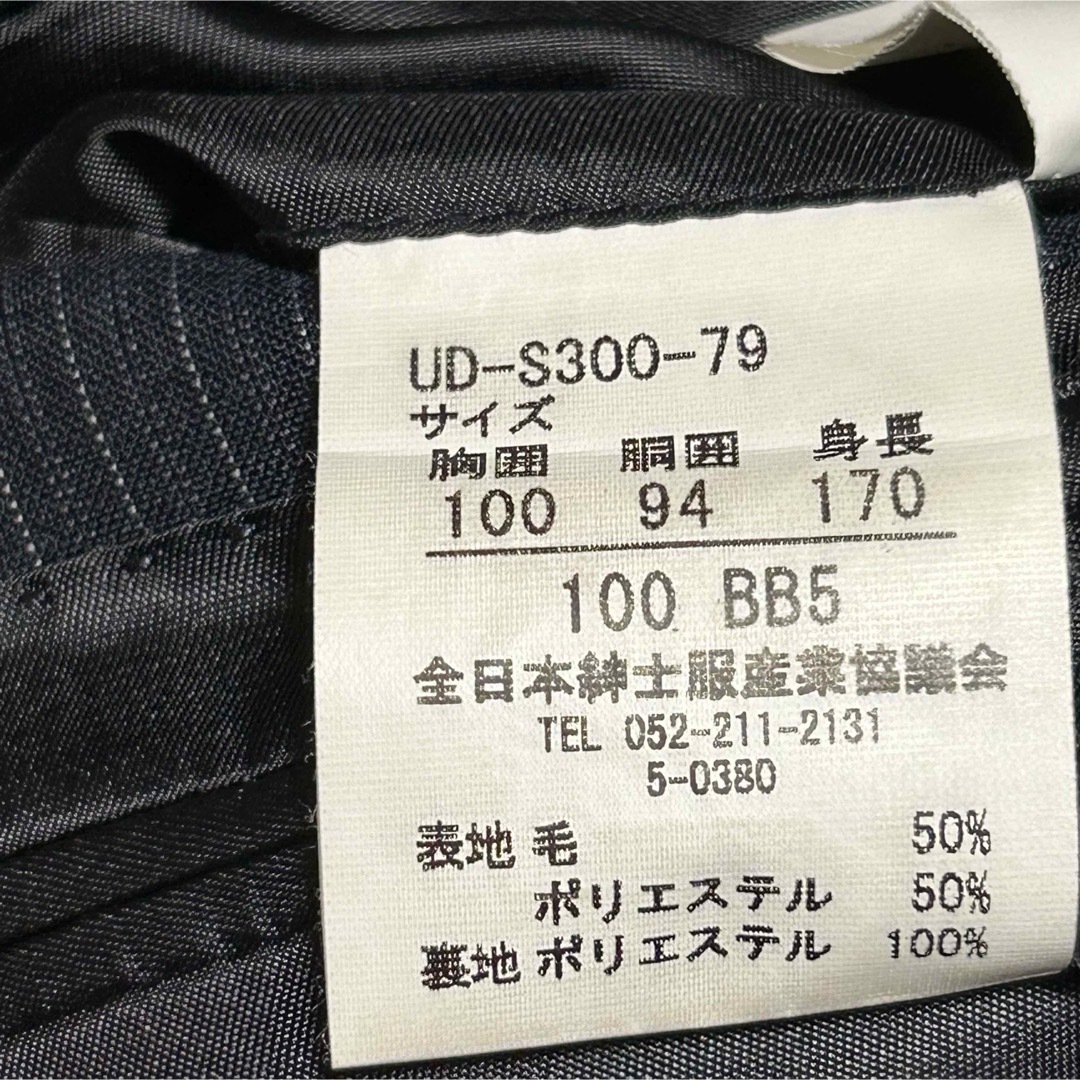 UD-S300-79
サイズ
胸囲 胴囲 身長
100 94 170
100 BB5
全日本紳士服産業協議会
TEL 052-211-2131
5-0380
表地 毛 50%
ポリエステル 50%
裏地 ポリエステル 100%